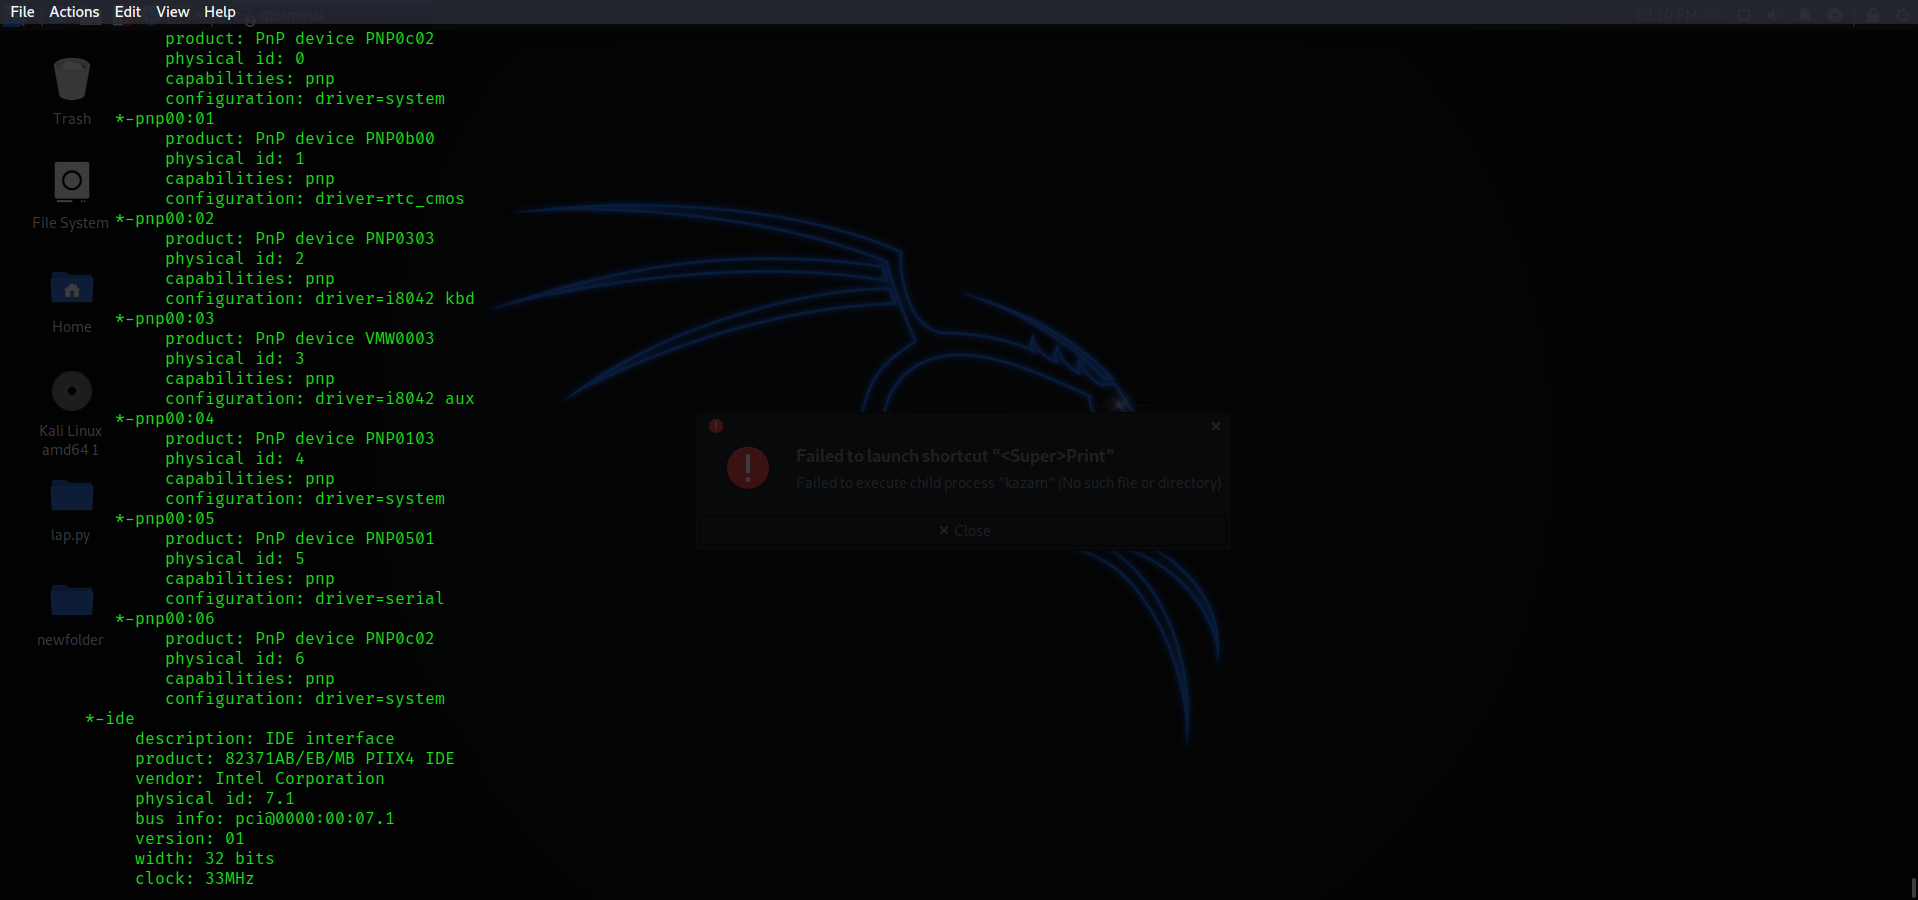 File Actions Edit View Help
qterminal
09:10 PM
product: PnP device PNP0c02
physical id: 0
capabilities: pnp
configuration: driver=system
*-pnp00:01
product: PnP device PNP0b00
physical id: 1
capabilities: pnp
configuration: driver=rtc_cmos
*-pnp00:02
product: PnP device PNP0303
physical id: 2
capabilities: pnp
configuration: driver=i8042 kbd
*-pnp00:03
product: PnP device VMW0003
physical id: 3
capabilities: pnp
configuration: driver=i8042 aux
*-pnp00:04
product: PnP device PNP0103
physical id: 4
capabilities: pnp
configuration: driver=system
*-pnp00:05
product: PnP device PNP0501
physical id: 5
capabilities: pnp
configuration: driver=serial
*-pnp00:06
product: PnP device PNP0c02
physical id: 6
capabilities: pnp
configuration: driver=system
*-ide
description: IDE interface
product: 82371AB/EB/MB PIIX4 IDE
vendor: Intel Corporation
physical id: 7.1
bus info: pci@0000:00:07.1
version: 01
width: 32 bits
clock: 33MHz
Trash
File System
Home
Kali Linux
amd64 1
lap.py
newfolder
Failed to launch shortcut "<Super>Print"
Failed to execute child process “kazam” (No such file or directory)
Close